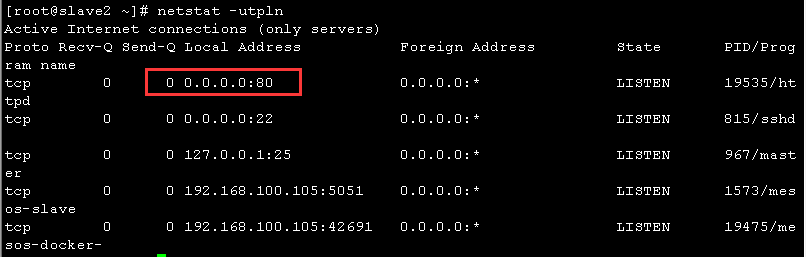 [root@slave2 ~]# netstat -utpln
Active Internet connections (only servers)
Proto Recv-Q Send-Q Local Address               Foreign Address             State       PID/Prog
ram name
tcp        0      0 0.0.0.0:80                  0.0.0.0:*                   LISTEN      19535/ht
tpd
tcp        0      0 0.0.0.0:22                  0.0.0.0:*                   LISTEN      815/sshd
tcp        0      0 127.0.0.1:25                0.0.0.0:*                   LISTEN      967/mast
er
tcp        0      0 192.168.100.105:5051        0.0.0.0:*                   LISTEN      1573/mes
os-slave
tcp        0      0 192.168.100.105:42691       0.0.0.0:*                   LISTEN      19475/me
sos-docker-